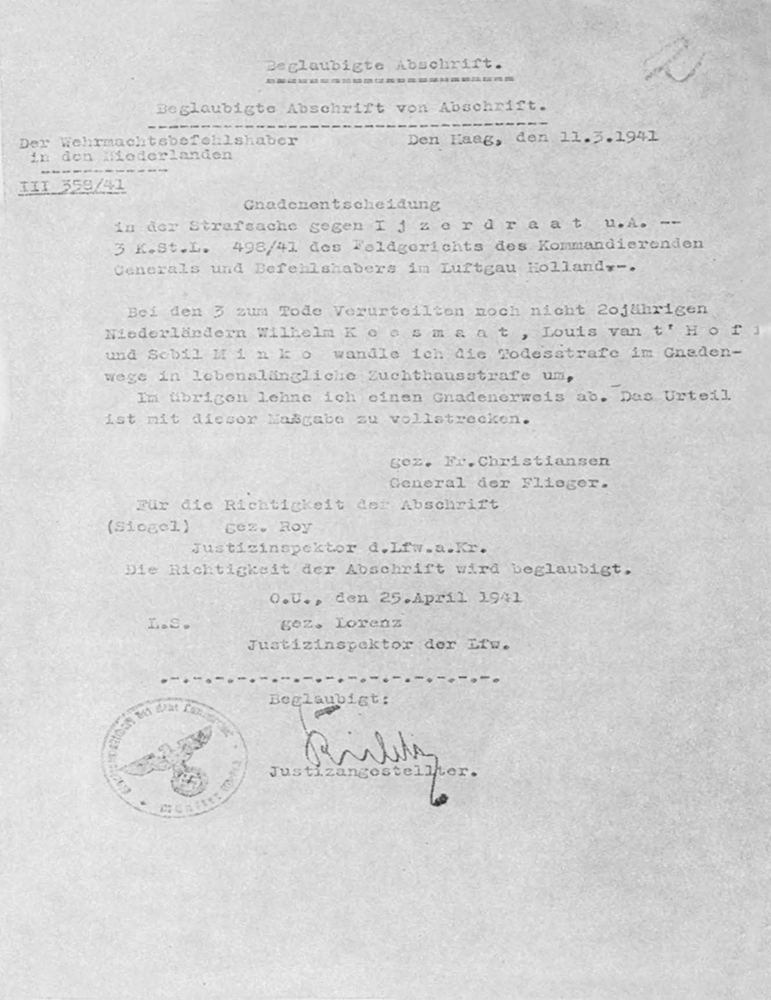 Beglaubigte Abschrift.
Beglaubigte Abschrift von Abschrift.
Der Wehrmachtsbefehlshaber Den Haag, den 11.3.1941
in den Niederlanden
III 358/41
Gnadenentscheidung
in der Strafsache gegen I j z e r d r a a t u.A. --
3 K.St.L. 498/41 des Feldgerichts des Kommandierenden
Generals und Befehlshabers im Luftgau Holland.-.
Bei den 3 zum Tode Verurteilten noch nicht 2ojährigen
Niederländern Wilhelm K e e s m a a t , Louis van t' H o f
und Sebil M i n k o wandle ich die Todesstrafe im Gnaden-
wege in lebenslängliche Zuchthausstrafe um,
Im übrigen lehne ich einen Gnadenerweis ab. Das Urteil
ist mit dieser Maßgabe zu vollstrecken.
gez. Fr.Christiansen
General der Flieger.
Für die Richtigkeit der Abschrift
(Siegel) gez. Roy
Justizinspektor d.Lfw.a.Kr.
Die Richtigkeit der Abschrift wird beglaubigt.
O.U., den 25.April 1941
L.S. gez. Lorenz
Justizinspektor der Lfw.
Beglaubigt:
Justizangestellter.